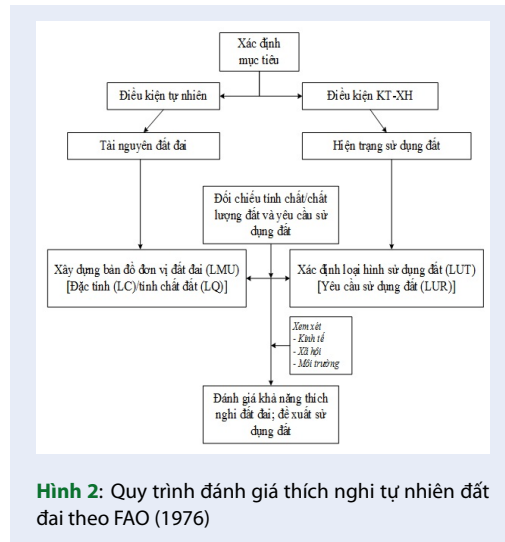 Xác định
mục tiêu
Điều kiện tự nhiên
Điều kiện KT-XH
Tài nguyên đất đai
Hiện trạng sử dụng đất
Đối chiếu tính chất/chất
lượng đất và yêu cầu sử
dụng đất
Xây dựng bản đồ đơn vị đất đai (LMU)
[Đặc tính (LC)/tính chất đất (LQ)]
Xác định loại hình sử dụng đất (LUT)
[Yêu cầu sử dụng đất (LUR)]
Xem xét
- Kinh tế
- Xã hội
- Môi trường
Đánh giá khả năng thích
nghi đất đai; đề xuất sử
dụng đất
Hình 2: Quy trình đánh giá thích nghi tự nhiên đất
đai theo FAO (1976)